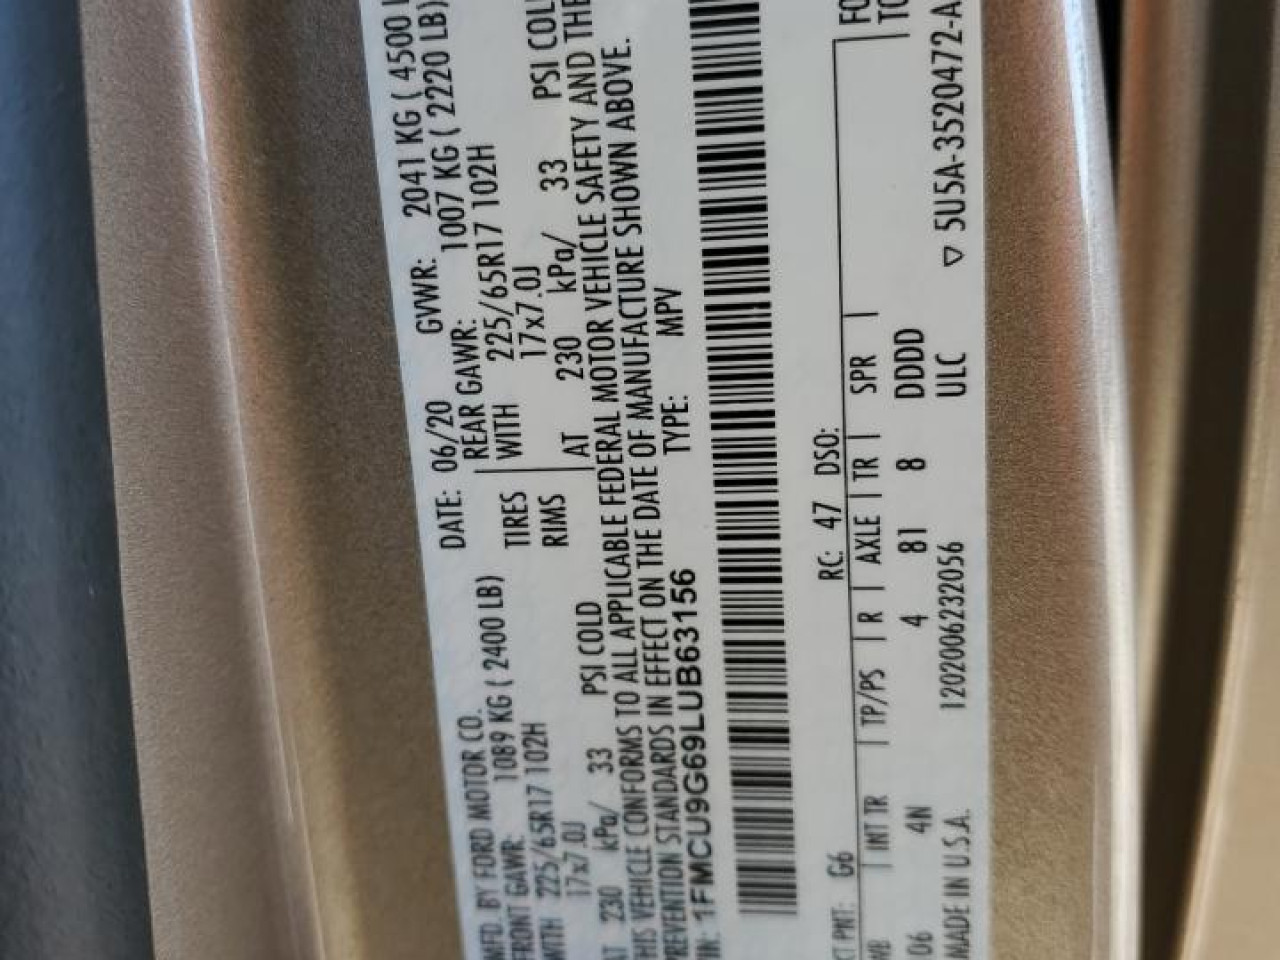 MFD. BY FORD MOTOR CO. DATE: 06/20 GVWR: 2041 KG ( 4500
FRONT GAWR: 1089 KG ( 2400 LB) REAR GAWR: 1007 KG ( 2220 LB)
WITH 225/65R17 102H TIRES WITH 225/65R17 102H
17x7.0J RIMS 17x7.0J
AT 230 kPa/ 33 PSI COLD AT 230 kPa/ 33 PSI COL
THIS VEHICLE CONFORMS TO ALL APPLICABLE FEDERAL MOTOR VEHICLE SAFETY AND THE
PREVENTION STANDARDS IN EFFECT ON THE DATE OF MANUFACTURE SHOWN ABOVE.
VIN: 1FMCU9G69LUB63156 TYPE: MPV
PNT: G6 RC: 47 DSO:
WB | INT TR | TP/PS | R | AXLE | TR | SPR |
06 4N 4 81 8 DDDD
MADE IN U.S.A. 1202006232056 ULC ▽ 5U5A-3520472-A